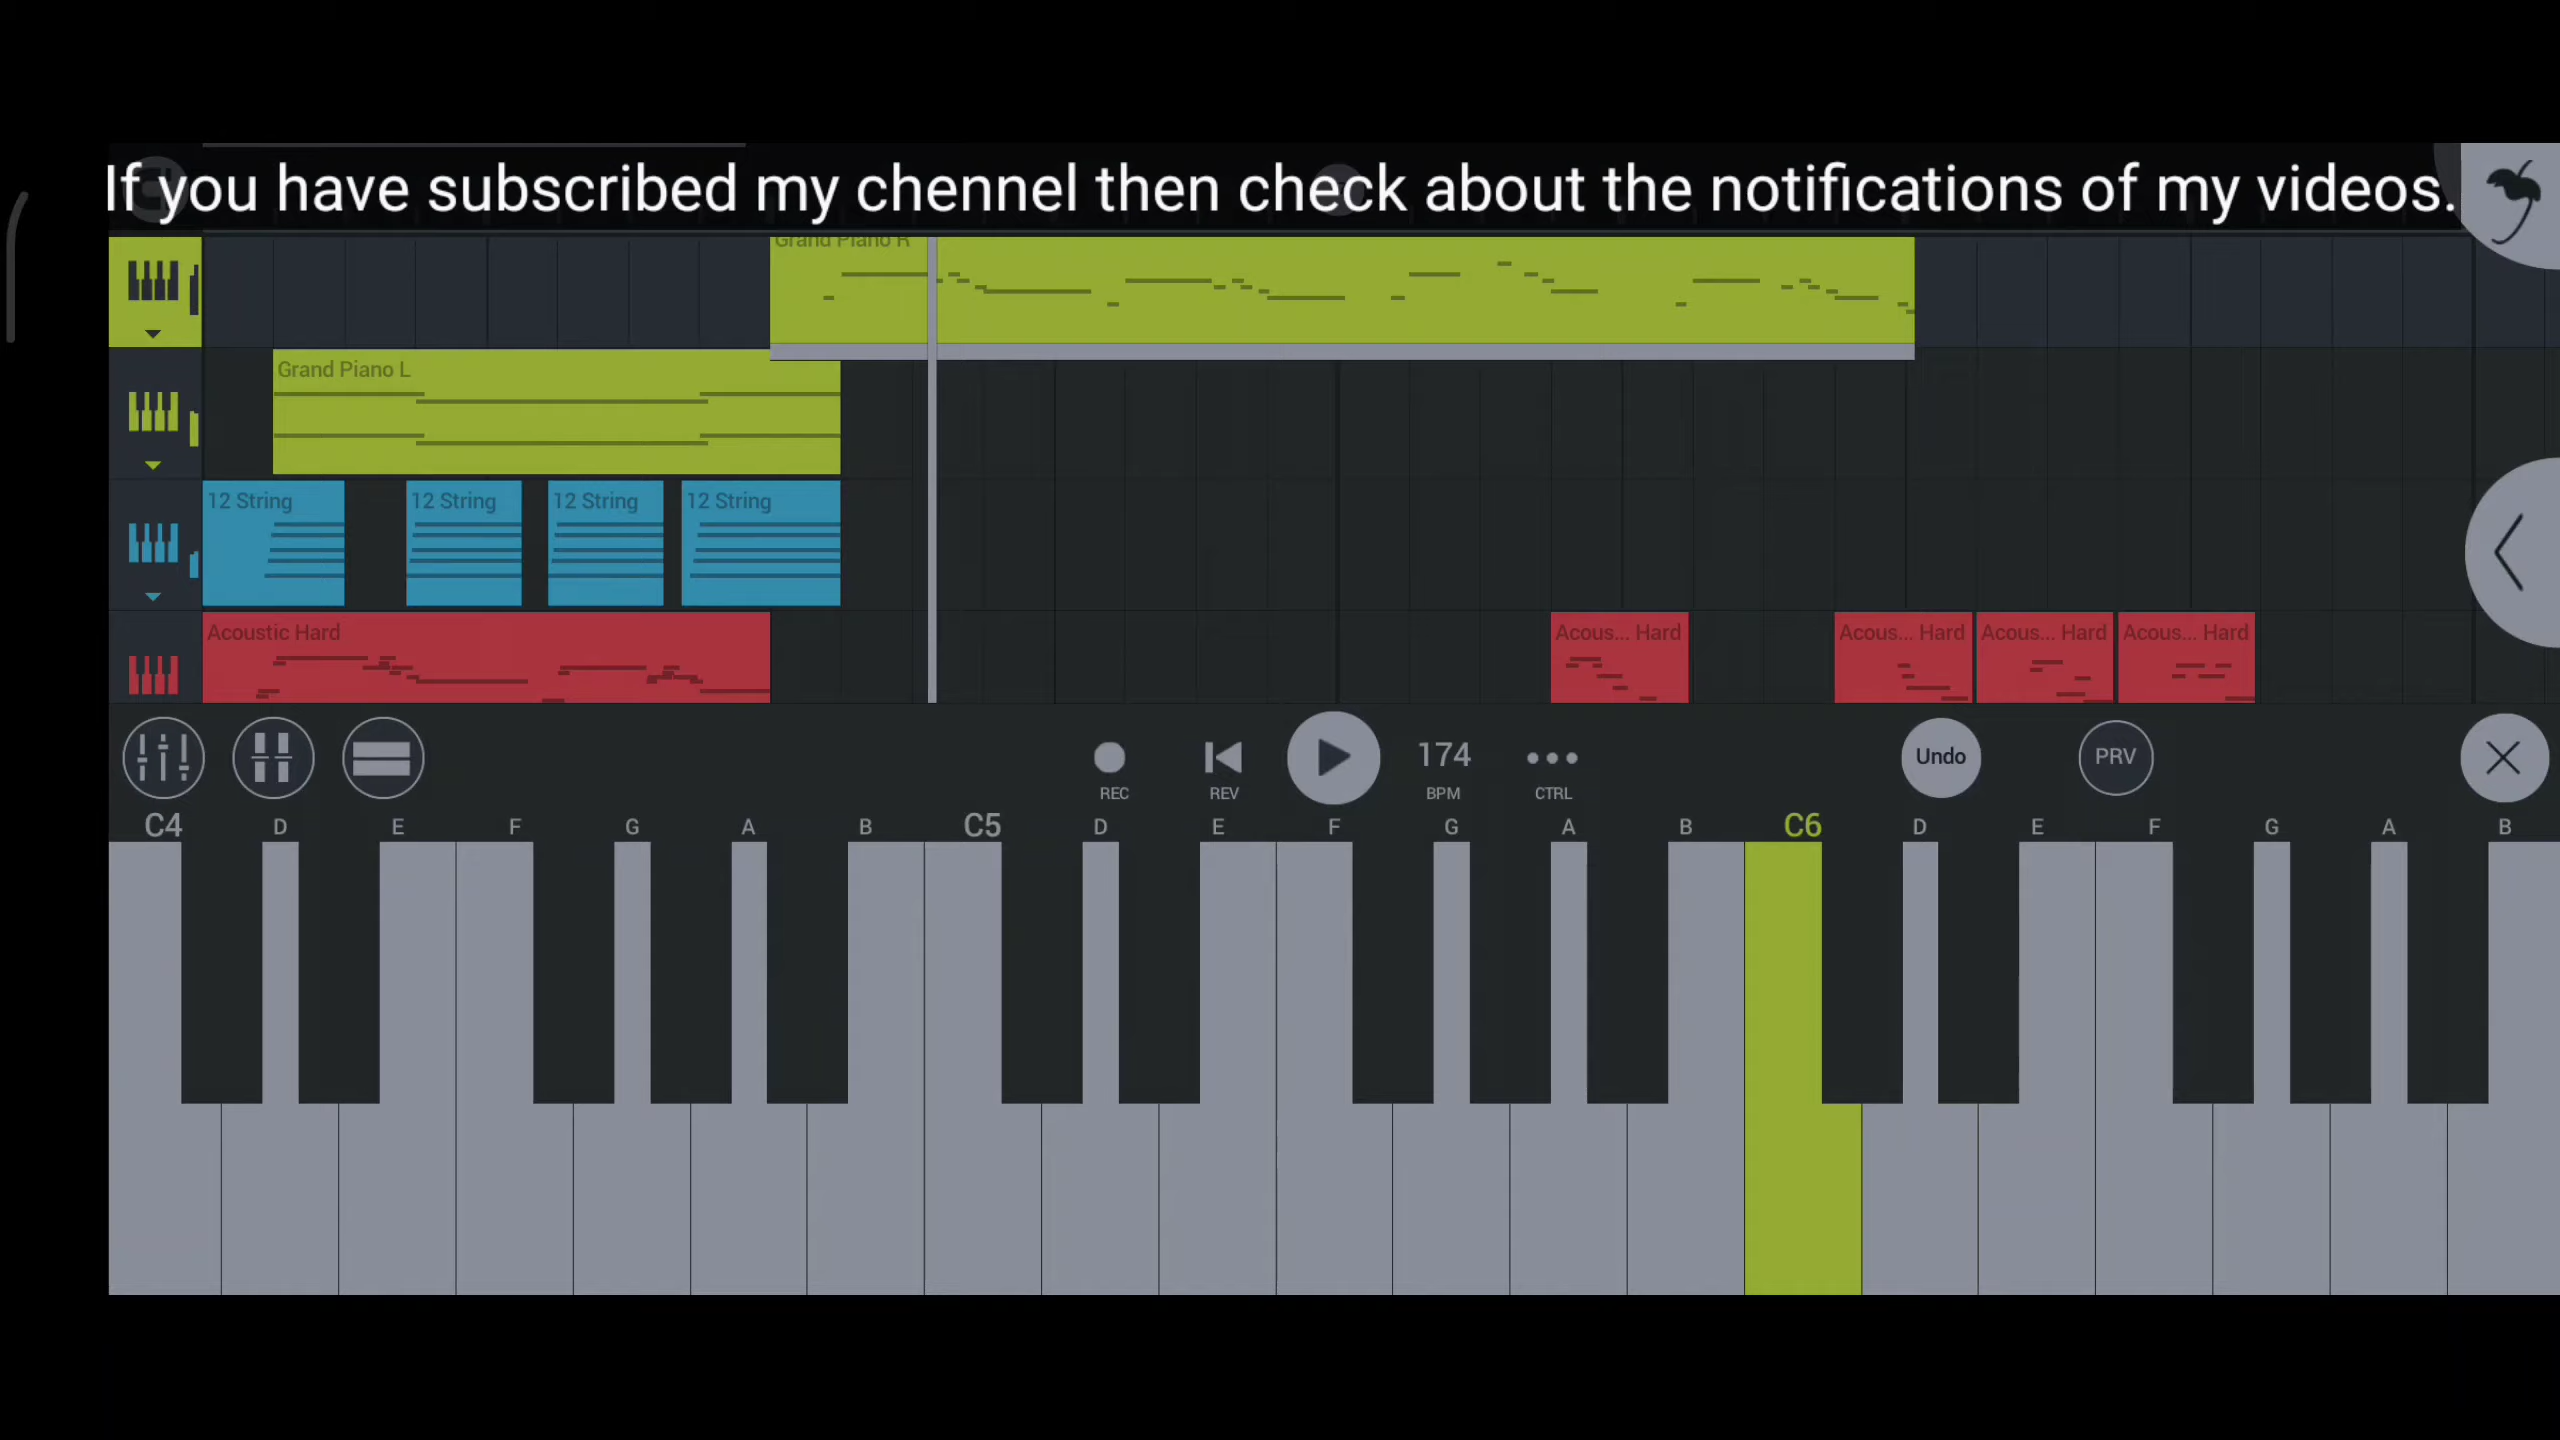 If you have subscribed my chennel then check about the notifications of my videos.
Grand Piano R
Grand Piano L
12 String
12 String
12 String
12 String
Acoustic Hard
Acous... Hard
Acous... Hard
Acous... Hard
Acous... Hard
174
Undo
PRV
REC
REV
BPM
CTRL
C4 D E F G A B C5 D E F G A B C6 D E F G A B